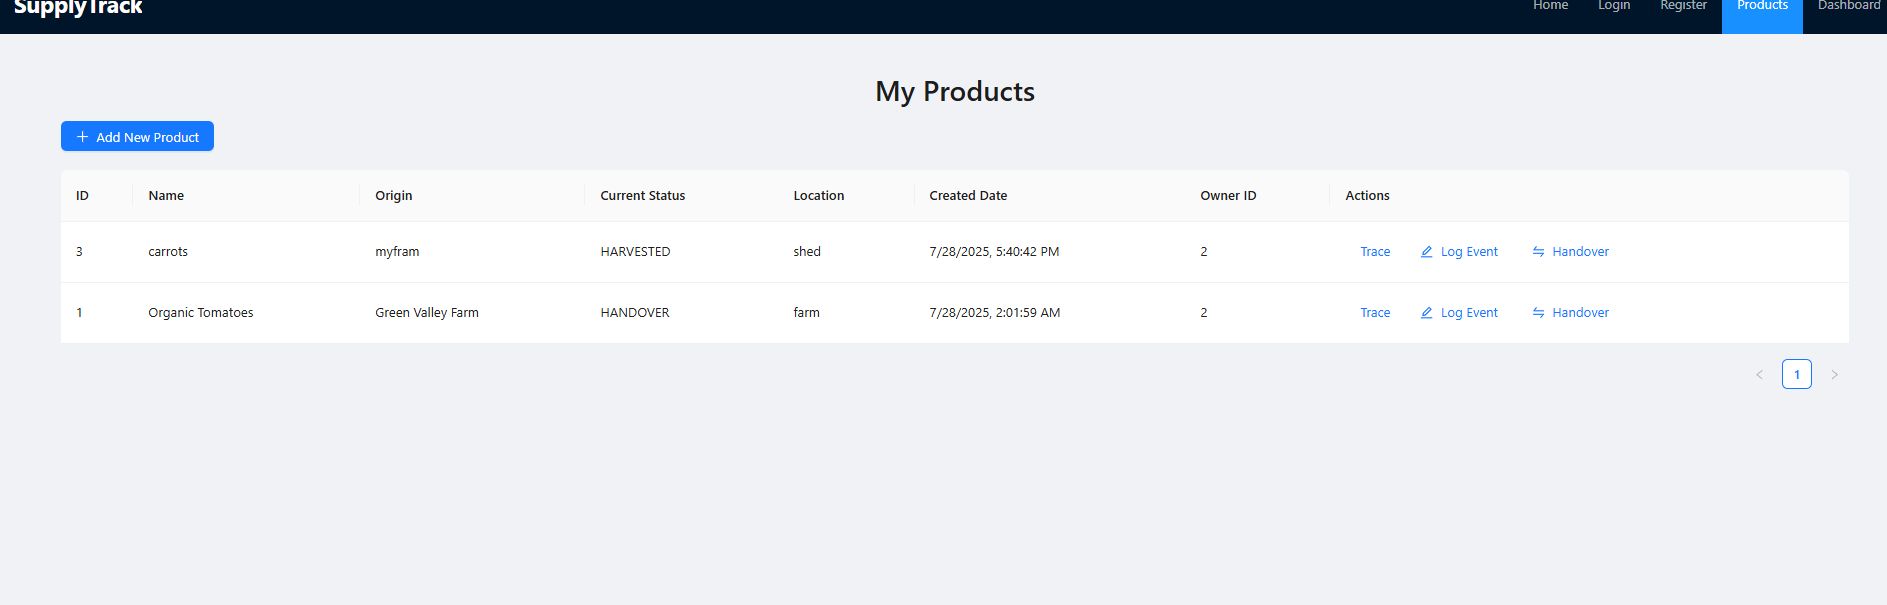 SupplyTrack Home Login Register Products Dashboard
My Products
Add New Product
ID Name Origin Current Status Location Created Date Owner ID Actions
3 carrots myfram HARVESTED shed 7/28/2025, 5:40:42 PM 2 Trace Log Event Handover
1 Organic Tomatoes Green Valley Farm HANDOVER farm 7/28/2025, 2:01:59 AM 2 Trace Log Event Handover
< 1 >